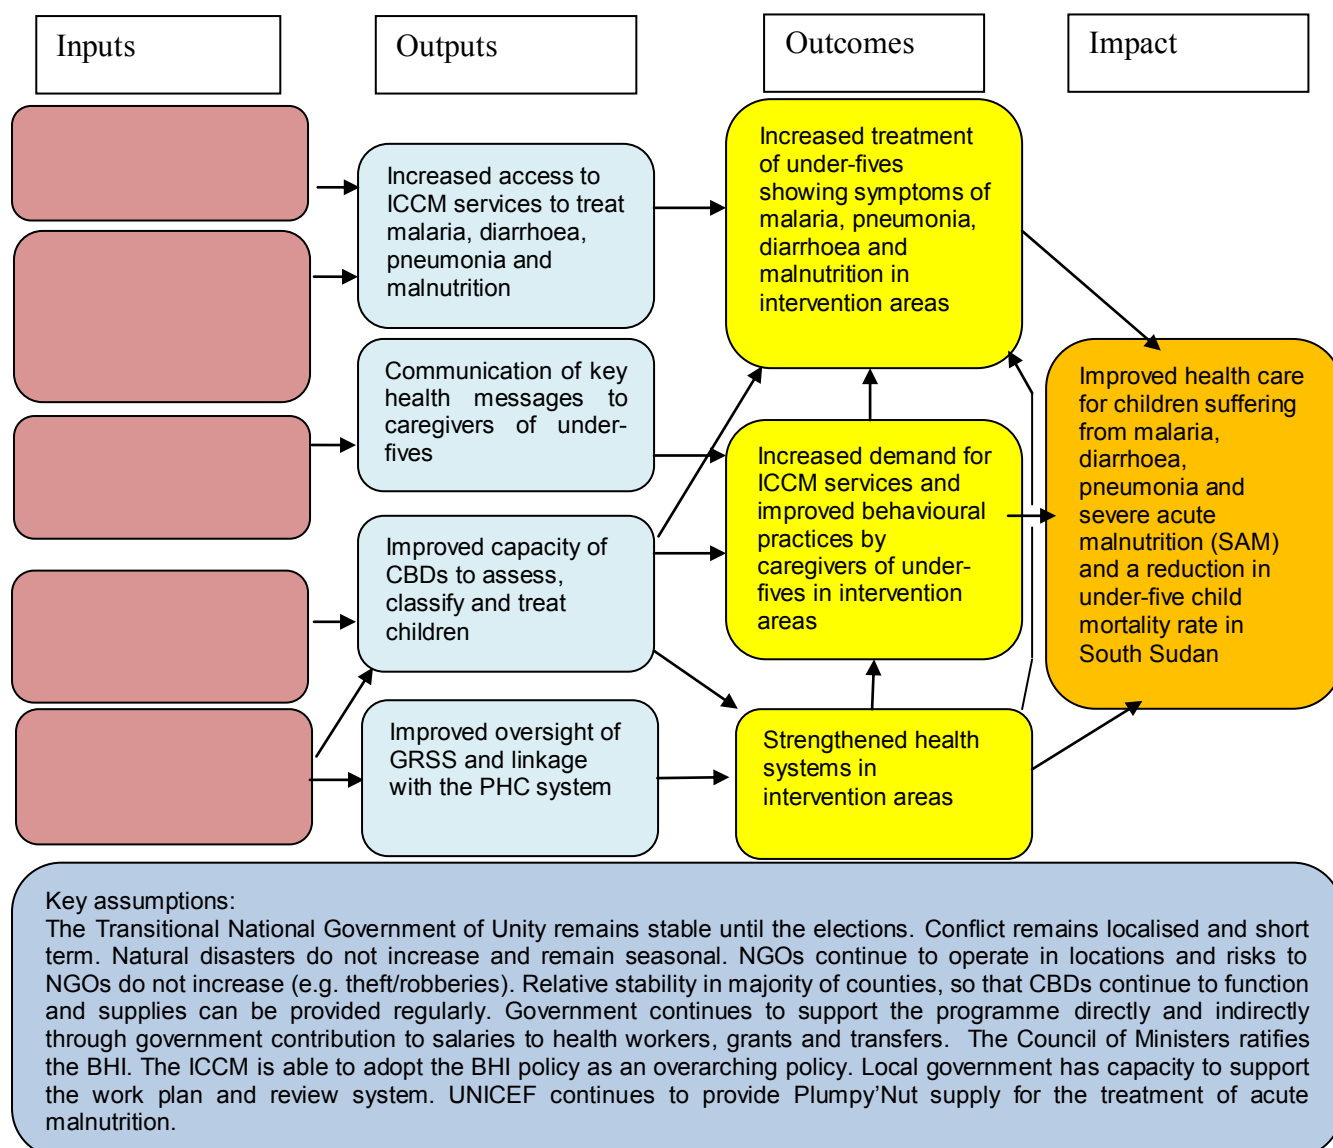 Inputs
Outputs
Outcomes
Impact
Increased access to
ICCM services to treat
malaria, diarrhoea,
pneumonia and
malnutrition
Communication of key
health messages to
caregivers of under-
fives
Improved capacity of
CBDs to assess,
classify and treat
children
Improved oversight of
GRSS and linkage
with the PHC system
Increased treatment
of under-fives
showing symptoms of
malaria, pneumonia,
diarrhoea and
malnutrition in
intervention areas
Increased demand for
ICCM services and
improved behavioural
practices by
caregivers of under-
fives in intervention
areas
Strengthened health
systems in
intervention areas
Improved health care
for children suffering
from malaria,
diarrhoea,
pneumonia and
severe acute
malnutrition (SAM)
and a reduction in
under-five child
mortality rate in
South Sudan
Key assumptions:
The Transitional National Government of Unity remains stable until the elections. Conflict remains localised and short
term. Natural disasters do not increase and remain seasonal. NGOs continue to operate in locations and risks to
NGOs do not increase (e.g. theft/robberies). Relative stability in majority of counties, so that CBDs continue to function
and supplies can be provided regularly. Government continues to support the programme directly and indirectly
through government contribution to salaries to health workers, grants and transfers. The Council of Ministers ratifies
the BHI. The ICCM is able to adopt the BHI policy as an overarching policy. Local government has capacity to support
the work plan and review system. UNICEF continues to provide Plumpy'Nut supply for the treatment of acute
malnutrition.